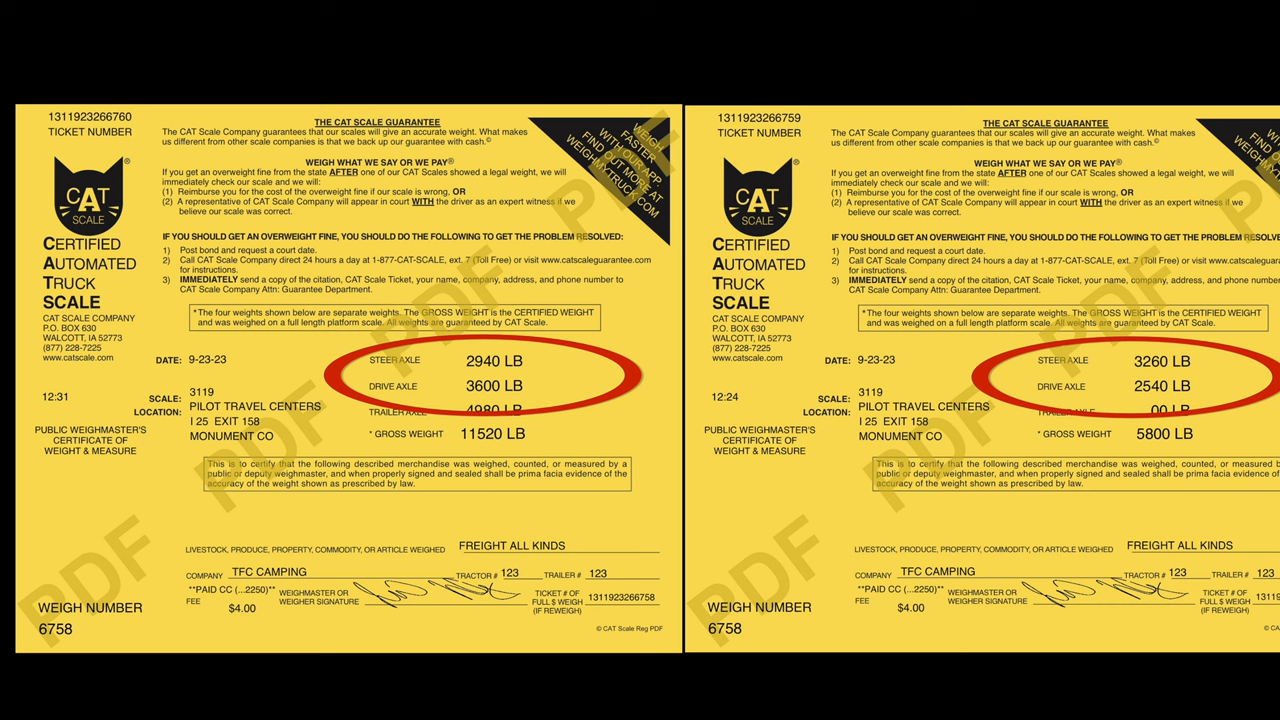 1311923266760
TICKET NUMBER
THE CAT SCALE GUARANTEE
The CAT Scale Company guarantees that our scales will give an accurate weight. What makes
us different from other scale companies is that we back up our guarantee with cash.©
WEIGH WHAT WE SAY OR WE PAY®
If you get an overweight fine from the state AFTER one of our CAT Scales showed a legal weight, we will
immediately check our scale and we will:
(1) Reimburse you for the cost of the overweight fine if our scale is wrong, OR
(2) A representative of CAT Scale Company will appear in court WITH the driver as an expert witness if we
believe our scale was correct.
WEIGH
FASTER
WITH OUR APP
FIND OUT MORE AT
WEIGHMYTRUCK.COM
CAT
SCALE
®
CERTIFIED
AUTOMATED
TRUCK
SCALE
CAT SCALE COMPANY
P.O. BOX 630
WALCOTT, IA 52773
(877) 228-7225
www.catscale.com
IF YOU SHOULD GET AN OVERWEIGHT FINE, YOU SHOULD DO THE FOLLOWING TO GET THE PROBLEM RESOLVED:
1) Post bond and request a court date.
2) Call CAT Scale Company direct 24 hours a day at 1-877-CAT-SCALE, ext. 7 (Toll Free) or visit www.catscaleguarantee.com
for instructions.
3) IMMEDIATELY send a copy of the citation, CAT Scale Ticket, your name, company, address, and phone number to
CAT Scale Company Attn: Guarantee Department.
*The four weights shown below are separate weights. The GROSS WEIGHT is the CERTIFIED WEIGHT
and was weighed on a full length platform scale. All weights are guaranteed by CAT Scale.
DATE: 9-23-23
STEER AXLE 2940 LB
DRIVE AXLE 3600 LB
TRAILER AXLE 4980 LB
* GROSS WEIGHT 11520 LB
12:31
SCALE: 3119
LOCATION: PILOT TRAVEL CENTERS
I 25 EXIT 158
MONUMENT CO
PUBLIC WEIGHMASTER'S
CERTIFICATE OF
WEIGHT & MEASURE
This is to certify that the following described merchandise was weighed, counted, or measured by a
public or deputy weighmaster, and when properly signed and sealed shall be prima facia evidence of the
accuracy of the weight shown as prescribed by law.
LIVESTOCK, PRODUCE, PROPERTY, COMMODITY, OR ARTICLE WEIGHED FREIGHT ALL KINDS
COMPANY TFC CAMPING TRACTOR # 123 TRAILER # 123
**PAID CC (...2250)**
FEE $4.00
WEIGHMASTER OR
WEIGHER SIGNATURE
TICKET # OF
FULL $ WEIGH
(IF REWEIGH)
1311923266758
WEIGH NUMBER
6758
© CAT Scale Reg PDF
PDF PDF PDF
1311923266759
TICKET NUMBER
THE CAT SCALE GUARANTEE
The CAT Scale Company guarantees that our scales will give an accurate weight. What makes
us different from other scale companies is that we back up our guarantee with cash.©
WEIGH WHAT WE SAY OR WE PAY®
If you get an overweight fine from the state AFTER one of our CAT Scales showed a legal weight, we will
immediately check our scale and we will:
(1) Reimburse you for the cost of the overweight fine if our scale is wrong, OR
(2) A representative of CAT Scale Company will appear in court WITH the driver as an expert witness if we
believe our scale was correct.
CAT
SCALE
®
CERTIFIED
AUTOMATED
TRUCK
SCALE
CAT SCALE COMPANY
P.O. BOX 630
WALCOTT, IA 52773
(877) 228-7225
www.catscale.com
IF YOU SHOULD GET AN OVERWEIGHT FINE, YOU SHOULD DO THE FOLLOWING TO GET THE PROBLEM RESOLVE
1) Post bond and request a court date.
2) Call CAT Scale Company direct 24 hours a day at 1-877-CAT-SCALE, ext. 7 (Toll Free) or visit www.catscaleguara
for instructions.
3) IMMEDIATELY send a copy of the citation, CAT Scale Ticket, your name, company, address, and phone number
CAT Scale Company Attn: Guarantee Department.
*The four weights shown below are separate weights. The GROSS WEIGHT is the CERTIFIED WEIGHT
and was weighed on a full length platform scale. All weights are guaranteed by CAT Scale.
DATE: 9-23-23
STEER AXLE 3260 LB
DRIVE AXLE 2540 LB
TRAILER AXLE 00 LB
* GROSS WEIGHT 5800 LB
12:24
SCALE: 3119
LOCATION: PILOT TRAVEL CENTERS
I 25 EXIT 158
MONUMENT CO
PUBLIC WEIGHMASTER'S
CERTIFICATE OF
WEIGHT & MEASURE
This is to certify that the following described merchandise was weighed, counted, or measured
public or deputy weighmaster, and when properly signed and sealed shall be prima facia evidence of
accuracy of the weight shown as prescribed by law.
LIVESTOCK, PRODUCE, PROPERTY, COMMODITY, OR ARTICLE WEIGHED FREIGHT ALL KINDS
COMPANY TFC CAMPING TRACTOR # 123 TRAILER # 123
**PAID CC (...2250)**
FEE $4.00
WEIGHMASTER OR
WEIGHER SIGNATURE
TICKET # OF
FULL $ WEIGH
(IF REWEIGH)
13119
WEIGH NUMBER
6758
© CA
PDF PDF